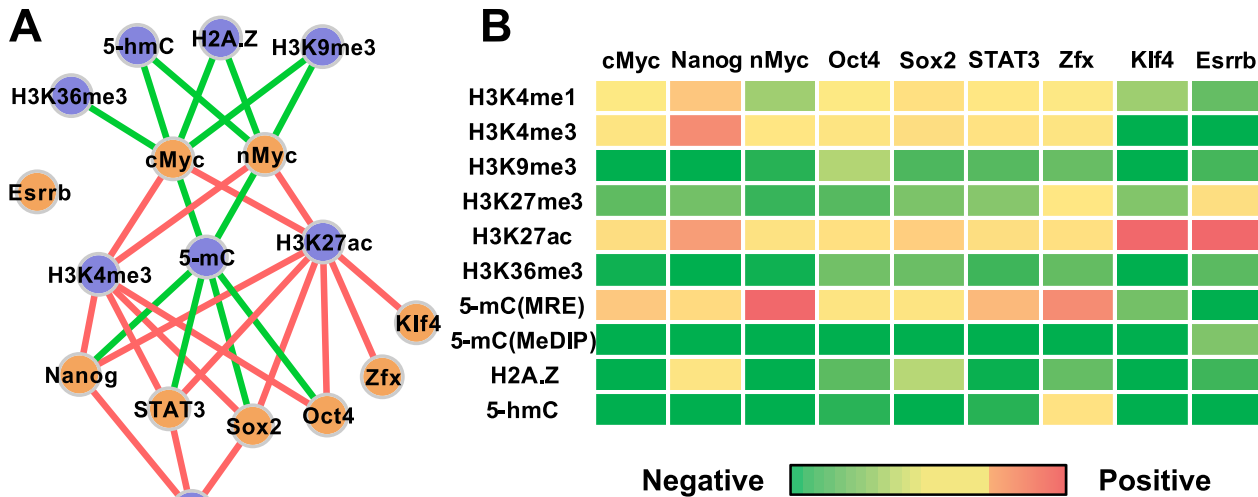 A
5-hmC
H2A.Z
H3K9me3
H3K36me3
cMyc
nMyc
Esrrb
H3K4me3
5-mC
H3K27ac
Klf4
Nanog
Zfx
STAT3
Sox2
Oct4
B
cMyc Nanog nMyc Oct4 Sox2 STAT3 Zfx Klf4 Esrrb
H3K4me1
H3K4me3
H3K9me3
H3K27me3
H3K27ac
H3K36me3
5-mC(MRE)
5-mC(MeDIP)
H2A.Z
5-hmC
Negative Positive